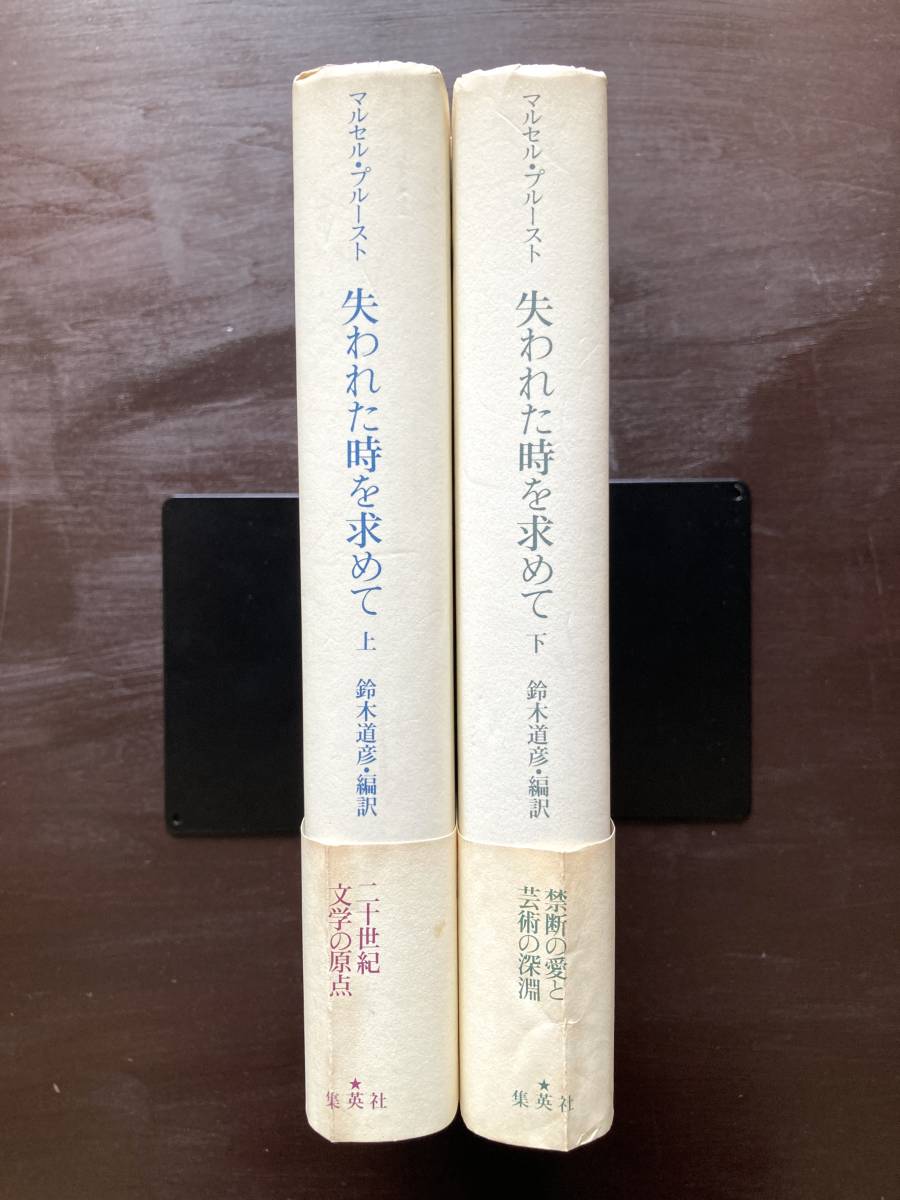 マルセル・プルースト
失われた時を求めて 上
鈴木道彦・編訳
二十世紀
文学の原点
★
集英社
マルセル・プルースト
失われた時を求めて 下
鈴木道彦・編訳
禁断の愛と
芸術の深淵
★
集英社